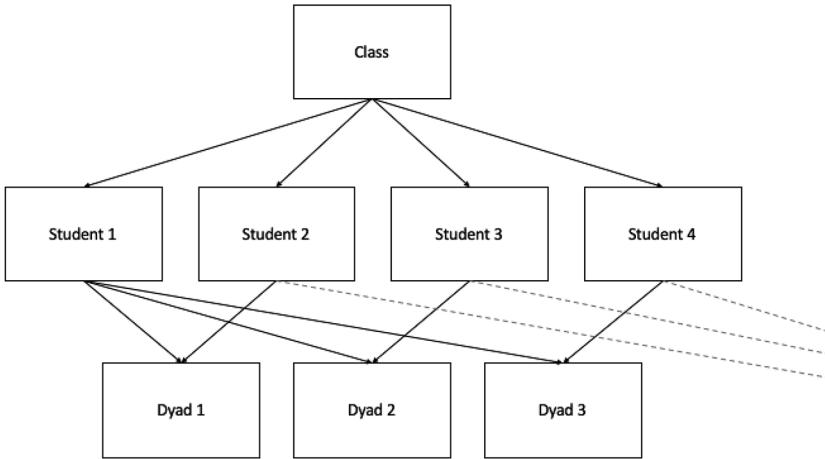 Class
Student 1
Student 2
Student 3
Student 4
Dyad 1
Dyad 2
Dyad 3